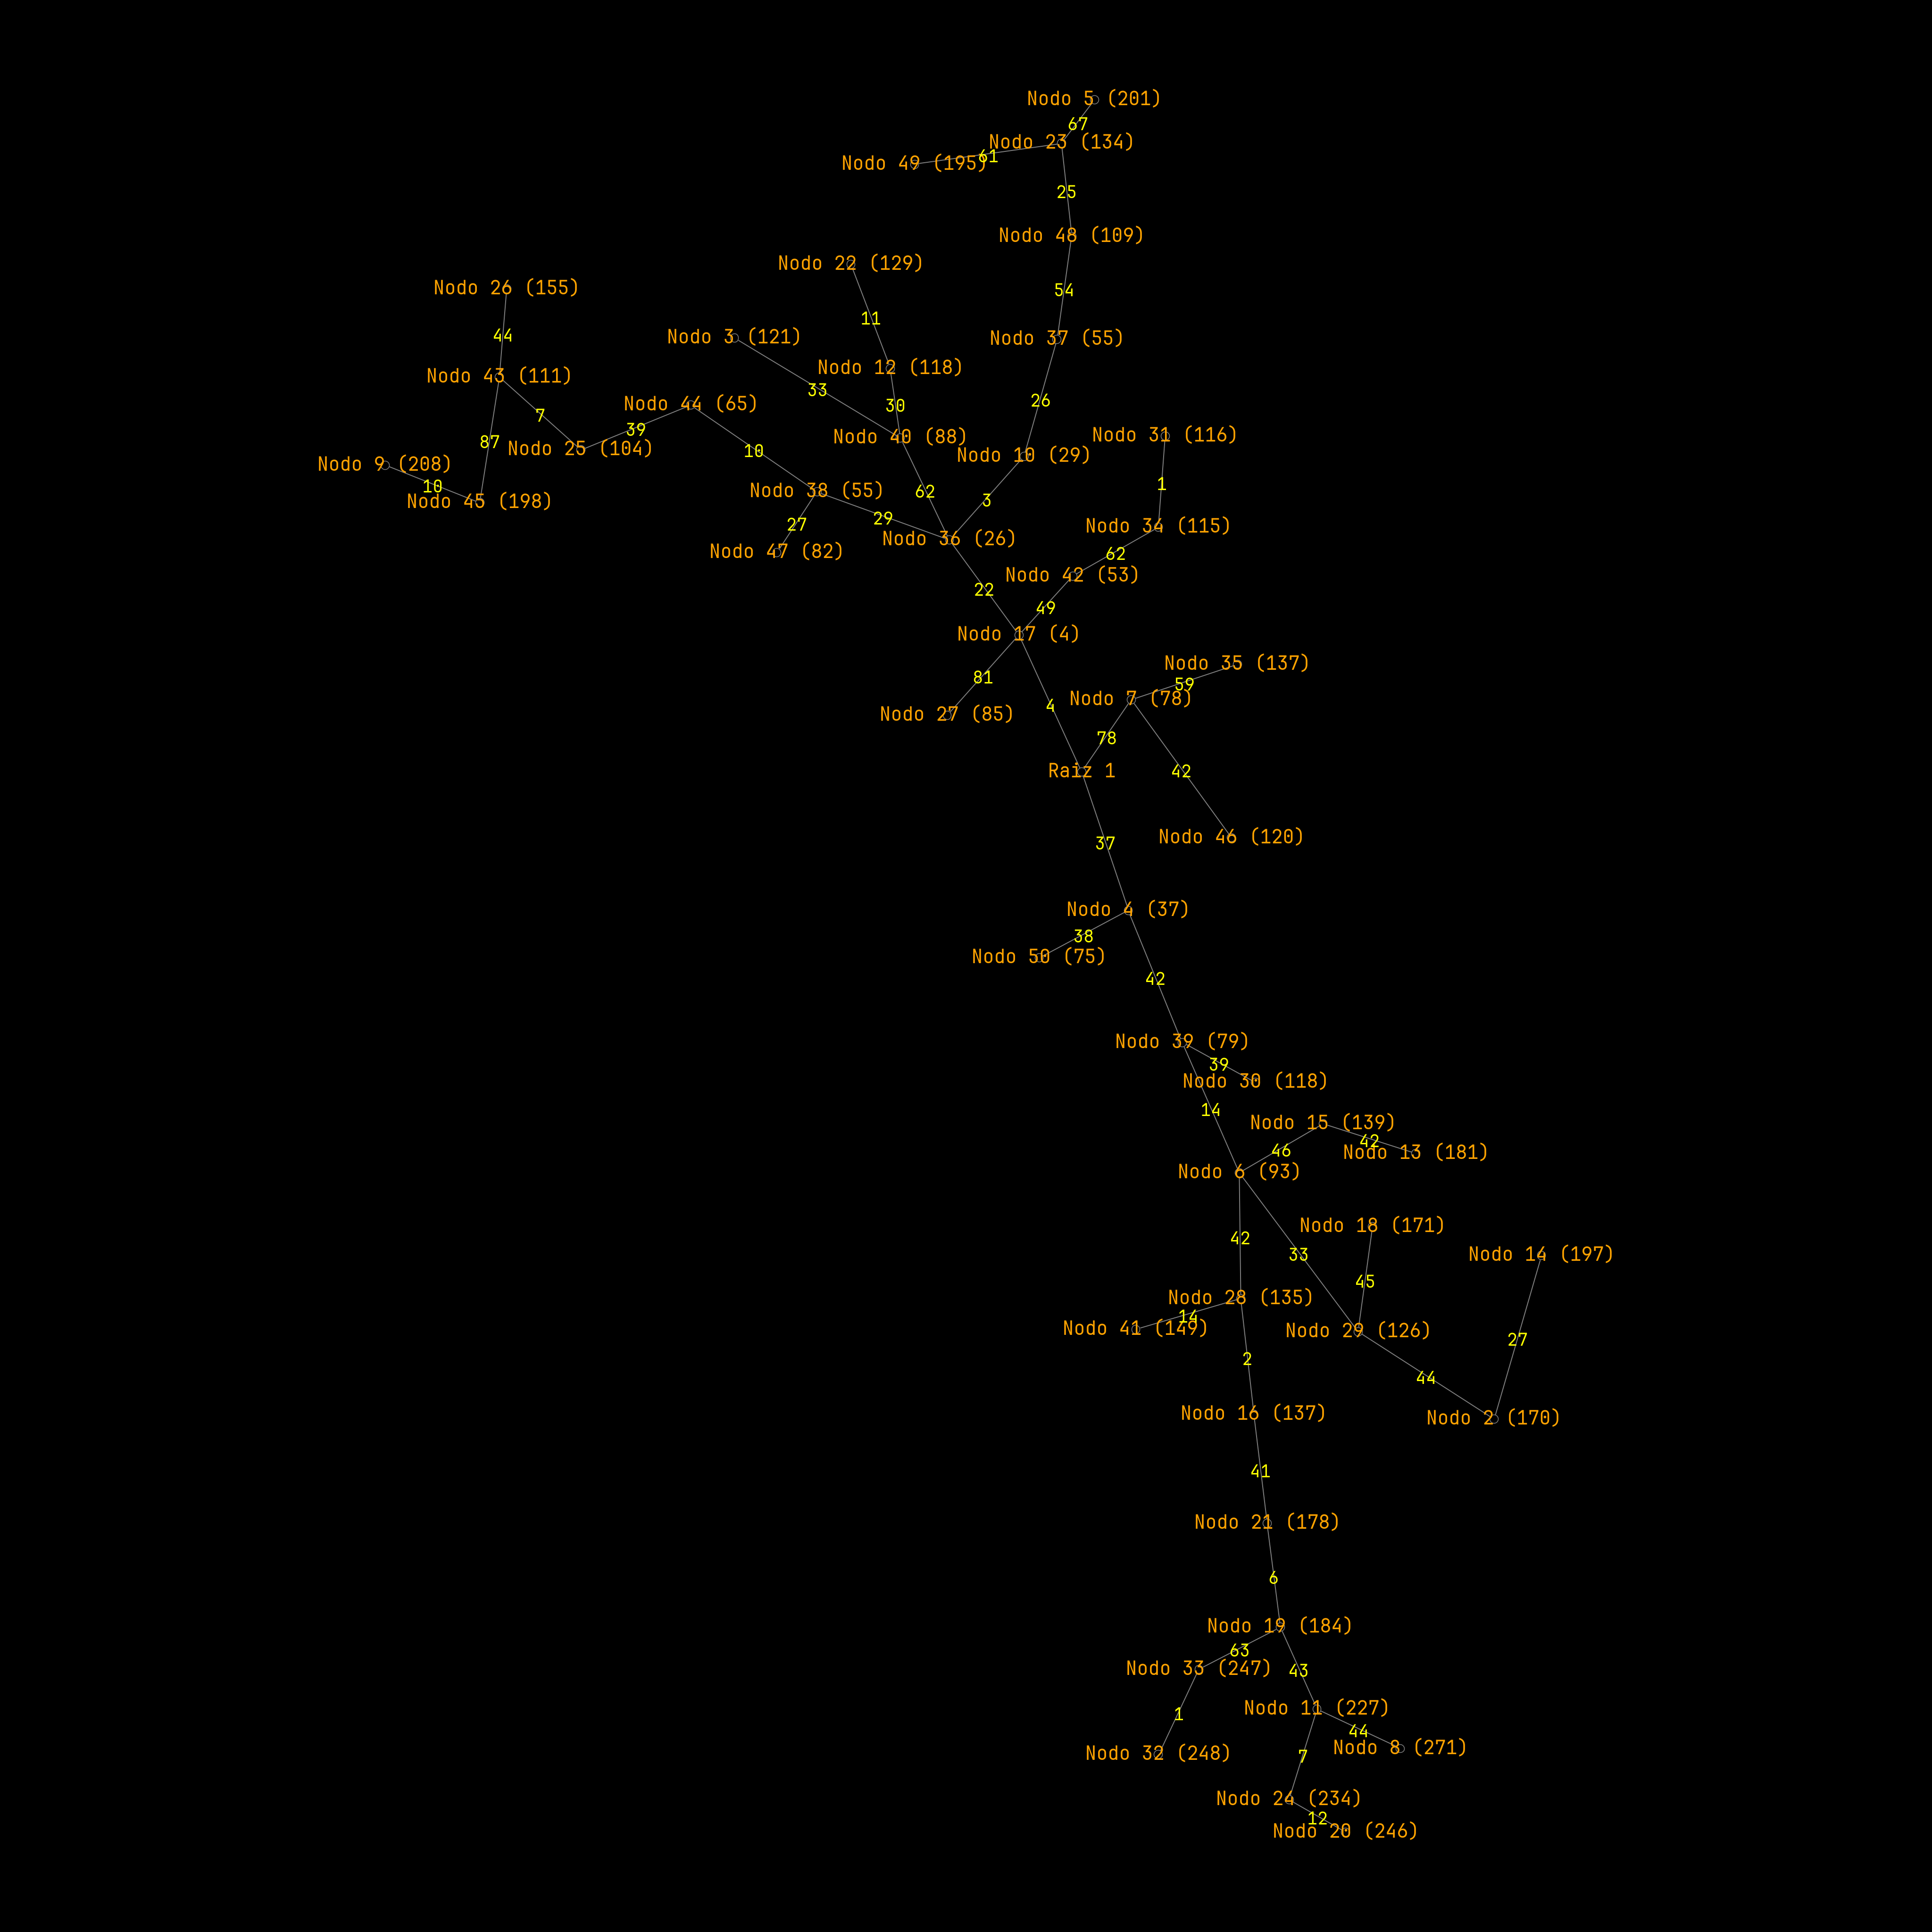 Nodo 5 (201)
67
Nodo 23 (134)
61
Nodo 49 (195)
25
Nodo 48 (109)
Nodo 22 (129)
Nodo 26 (155)
54
11
44
Nodo 3 (121)
Nodo 37 (55)
Nodo 12 (118)
Nodo 43 (111)
33
26
Nodo 44 (65)
30
7
39
Nodo 40 (88)
Nodo 31 (116)
87
Nodo 25 (104)
10
Nodo 10 (29)
Nodo 9 (208)
1
10
Nodo 38 (55)
62
Nodo 45 (198)
3
29
27
Nodo 34 (115)
Nodo 36 (26)
Nodo 47 (82)
62
Nodo 42 (53)
22
49
Nodo 17 (4)
Nodo 35 (137)
81
59
Nodo 7 (78)
4
Nodo 27 (85)
78
Raiz 1
42
Nodo 46 (120)
37
Nodo 4 (37)
38
Nodo 50 (75)
42
Nodo 39 (79)
39
Nodo 30 (118)
14
Nodo 15 (139)
42
46
Nodo 13 (181)
Nodo 6 (93)
Nodo 18 (171)
42
33
Nodo 14 (197)
45
Nodo 28 (135)
14
Nodo 41 (149)
Nodo 29 (126)
27
2
44
Nodo 16 (137)
Nodo 2 (170)
41
Nodo 21 (178)
6
Nodo 19 (184)
63
Nodo 33 (247)
43
Nodo 11 (227)
1
44
Nodo 8 (271)
Nodo 32 (248)
7
Nodo 24 (234)
12
Nodo 20 (246)